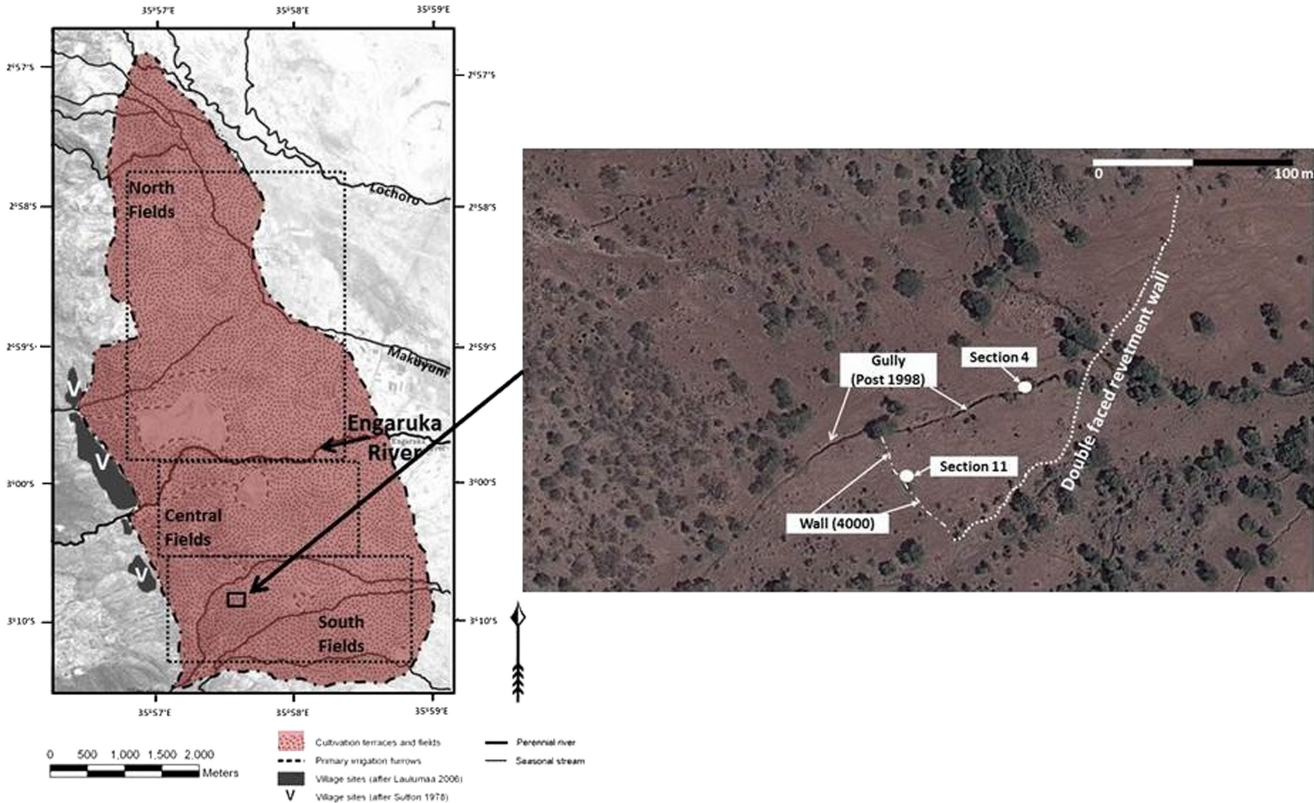 35°57'E
35°58'E
35°59'E
2°57'S
2°57'S
North
Fields
Lochoro
2°58'S
2°58'S
2°59'S
2°59'S
Makuyuni
V
Engaruka
River
Engaruka
V
3°00'S
3°00'S
Central
Fields
V
3°10'S
3°10'S
South
Fields
35°57'E
35°58'E
35°59'E
0 500 1,000 1,500 2,000
Meters
Cultivation terraces and fields
Primary irrigation furrows
Village sites (after Laulumaa 2006)
V Village sites (after Sutton 1978)
Perennial river
Seasonal stream
0 100 m
Gully
(Post 1998)
Section 4
Double faced revetment wall
Section 11
Wall (4000)